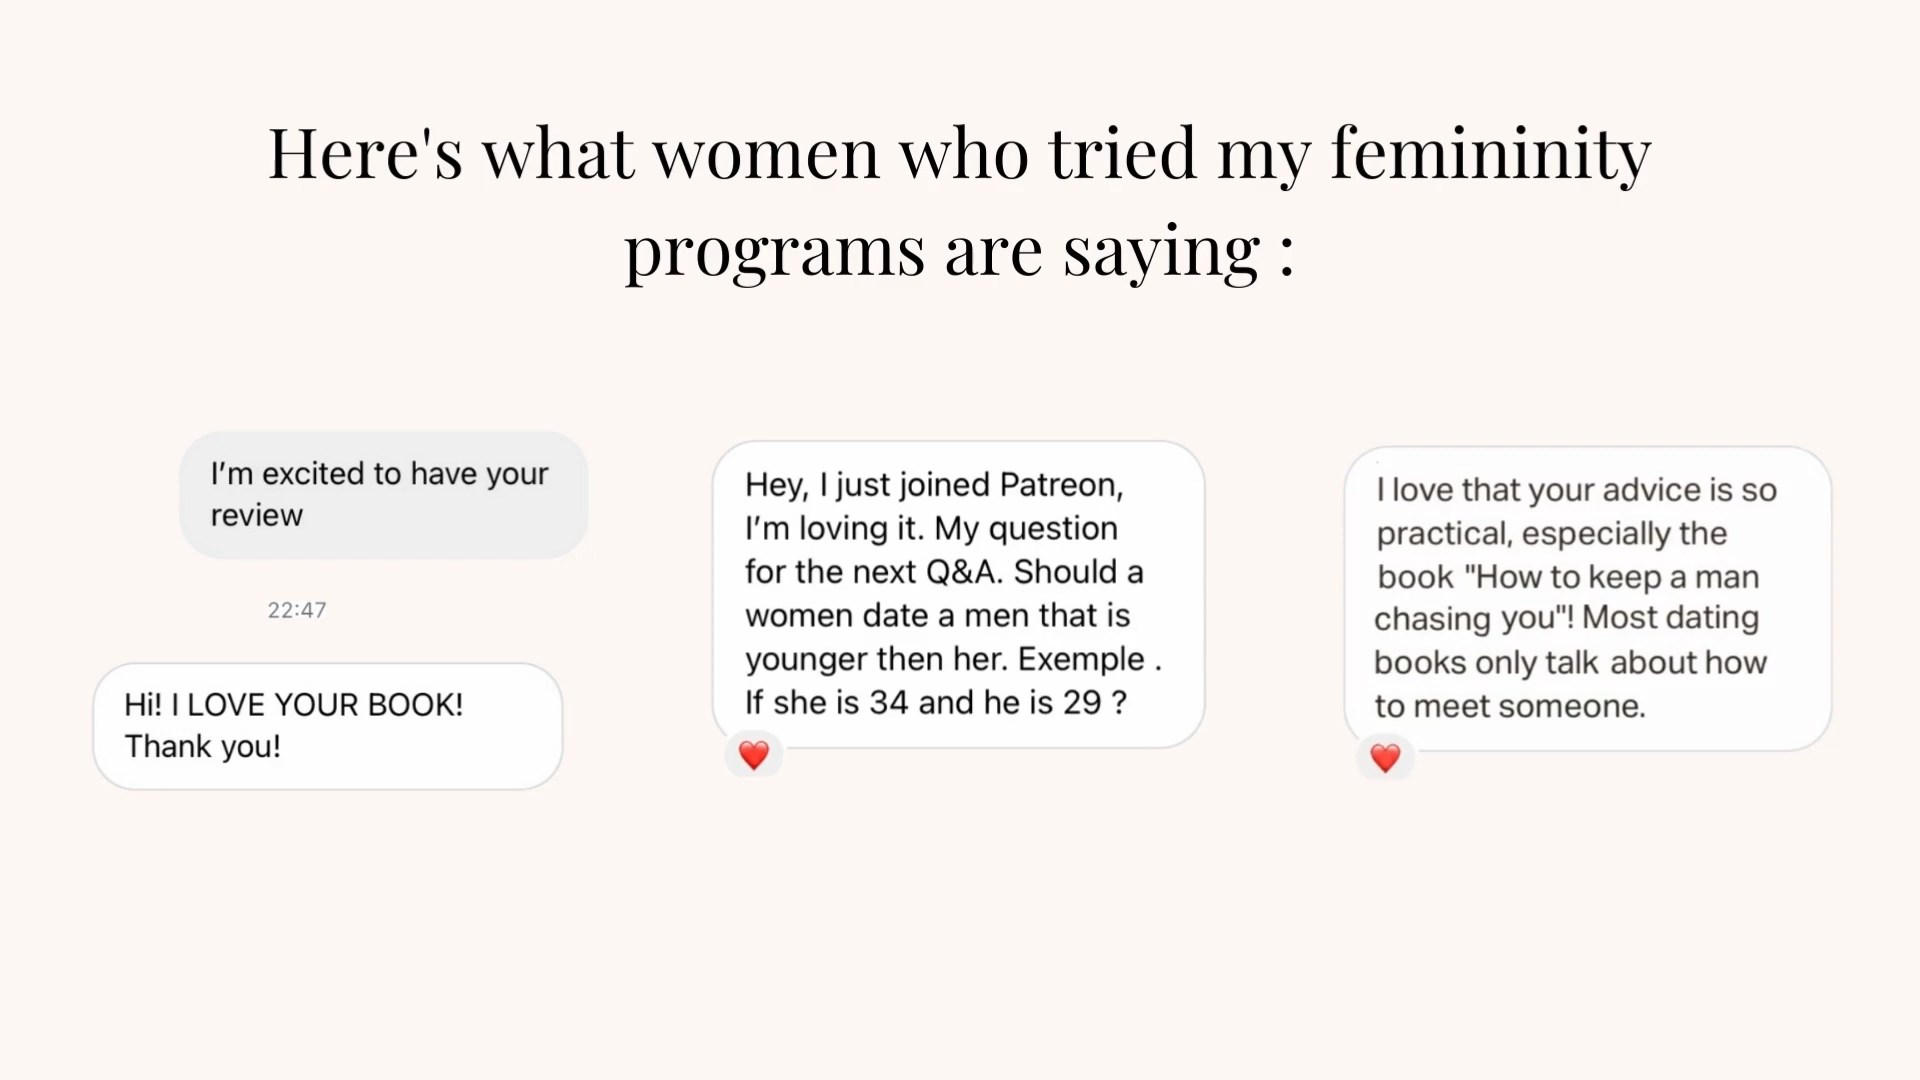 Here's what women who tried my femininity
programs are saying :
I'm excited to have your
review
22:47
Hi! I LOVE YOUR BOOK!
Thank you!
Hey, I just joined Patreon,
I'm loving it. My question
for the next Q&A. Should a
women date a men that is
younger then her. Exemple .
If she is 34 and he is 29 ?
I love that your advice is so
practical, especially the
book "How to keep a man
chasing you"! Most dating
books only talk about how
to meet someone.